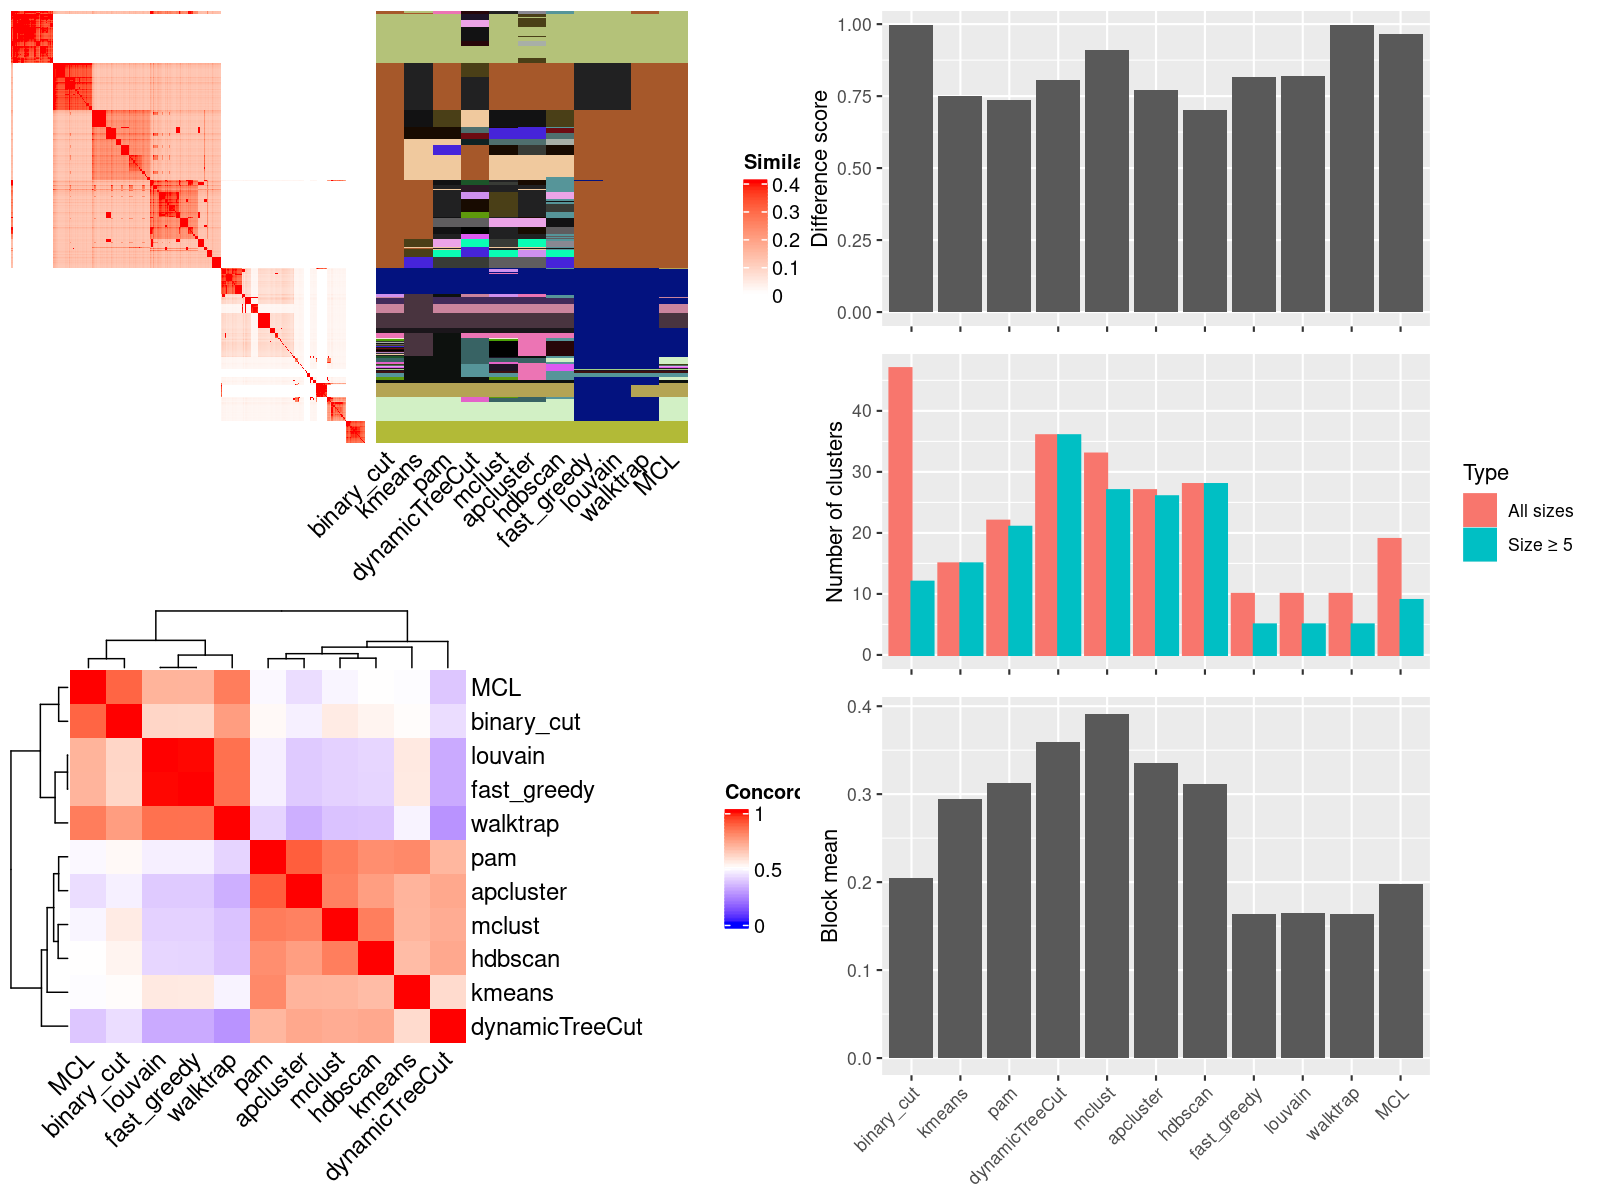 Simila
0.4
0.3
0.2
0.1
0
binary_cut
kmeans
pam
dynamicTreeCut
mclust
apcluster
hdbscan
fast_greedy
louvain
walktrap
MCL
MCL
binary_cut
louvain
fast_greedy
walktrap
pam
apcluster
mclust
hdbscan
kmeans
dynamicTreeCut
Concord
1
0.5
0
MCL
binary_cut
louvain
fast_greedy
walktrap
pam
apcluster
mclust
hdbscan
kmeans
dynamicTreeCut
Difference score
1.00
0.75
0.50
0.25
0.00
Number of clusters
40
30
20
10
0
Type
All sizes
Size ≥ 5
Block mean
0.4
0.3
0.2
0.1
0.0
binary_cut
kmeans
pam
dynamicTreeCut
mclust
apcluster
hdbscan
fast_greedy
louvain
walktrap
MCL